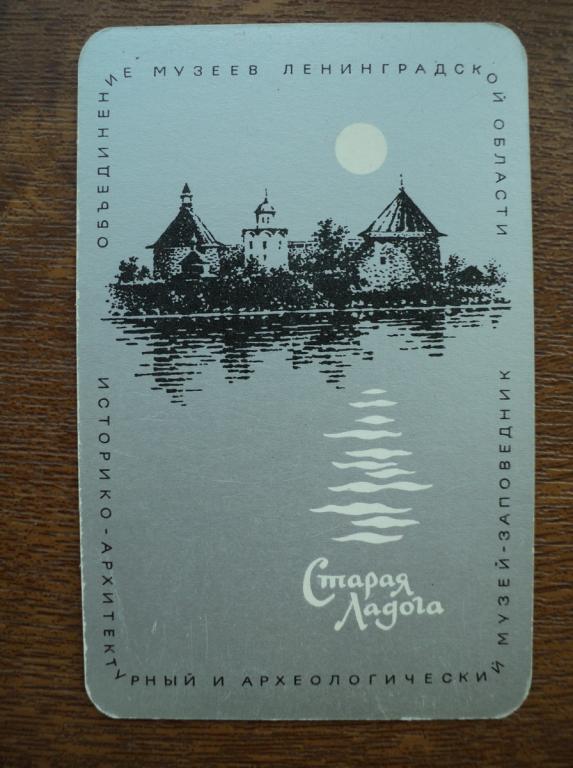 ОБЪЕДИНЕНИЕ МУЗЕЕВ ЛЕНИНГРАДСКОЙ ОБЛАСТИ
ИСТОРИКО-АРХИТЕКТУРНЫЙ И АРХЕОЛОГИЧЕСКИЙ МУЗЕЙ-ЗАПОВЕДНИК
Старая
Ладога